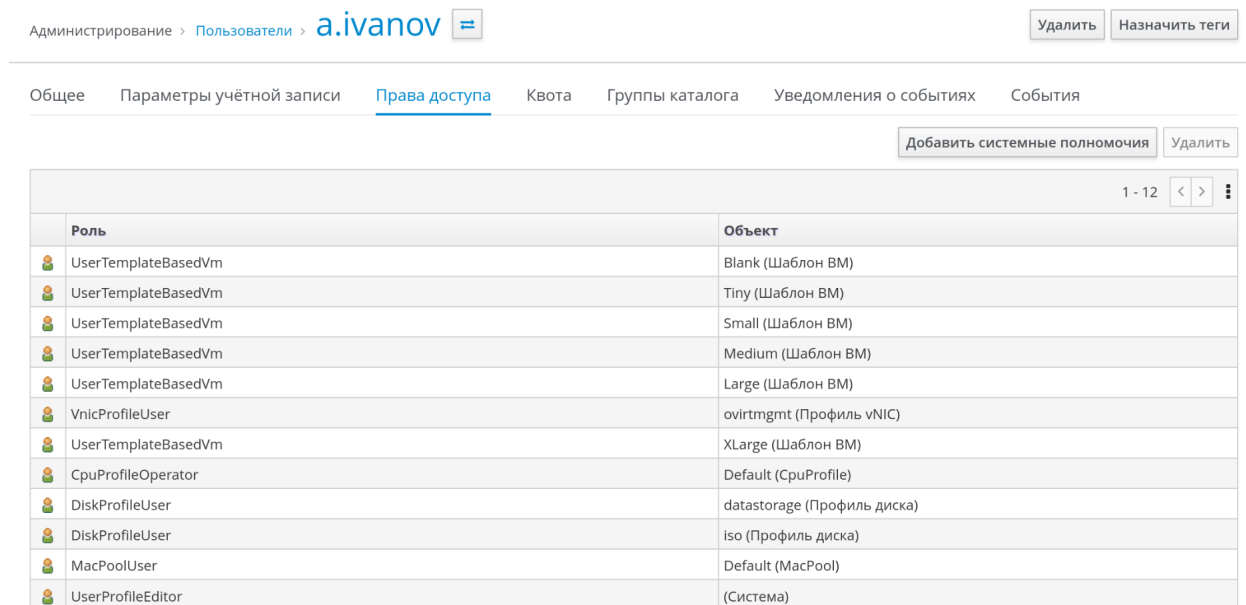 Администрирование > Пользователи > a.ivanov
Удалить Назначить теги
Общее Параметры учётной записи Права доступа Квота Группы каталога Уведомления о событиях События
Добавить системные полномочия Удалить
1 - 12 < >
Роль Объект
UserTemplateBasedVm Blank (Шаблон ВМ)
UserTemplateBasedVm Tiny (Шаблон ВМ)
UserTemplateBasedVm Small (Шаблон ВМ)
UserTemplateBasedVm Medium (Шаблон ВМ)
UserTemplateBasedVm Large (Шаблон ВМ)
VnicProfileUser ovirtmgmt (Профиль vNIC)
UserTemplateBasedVm XLarge (Шаблон ВМ)
CpuProfileOperator Default (CpuProfile)
DiskProfileUser datastorage (Профиль диска)
DiskProfileUser iso (Профиль диска)
MacPoolUser Default (MacPool)
UserProfileEditor (Система)